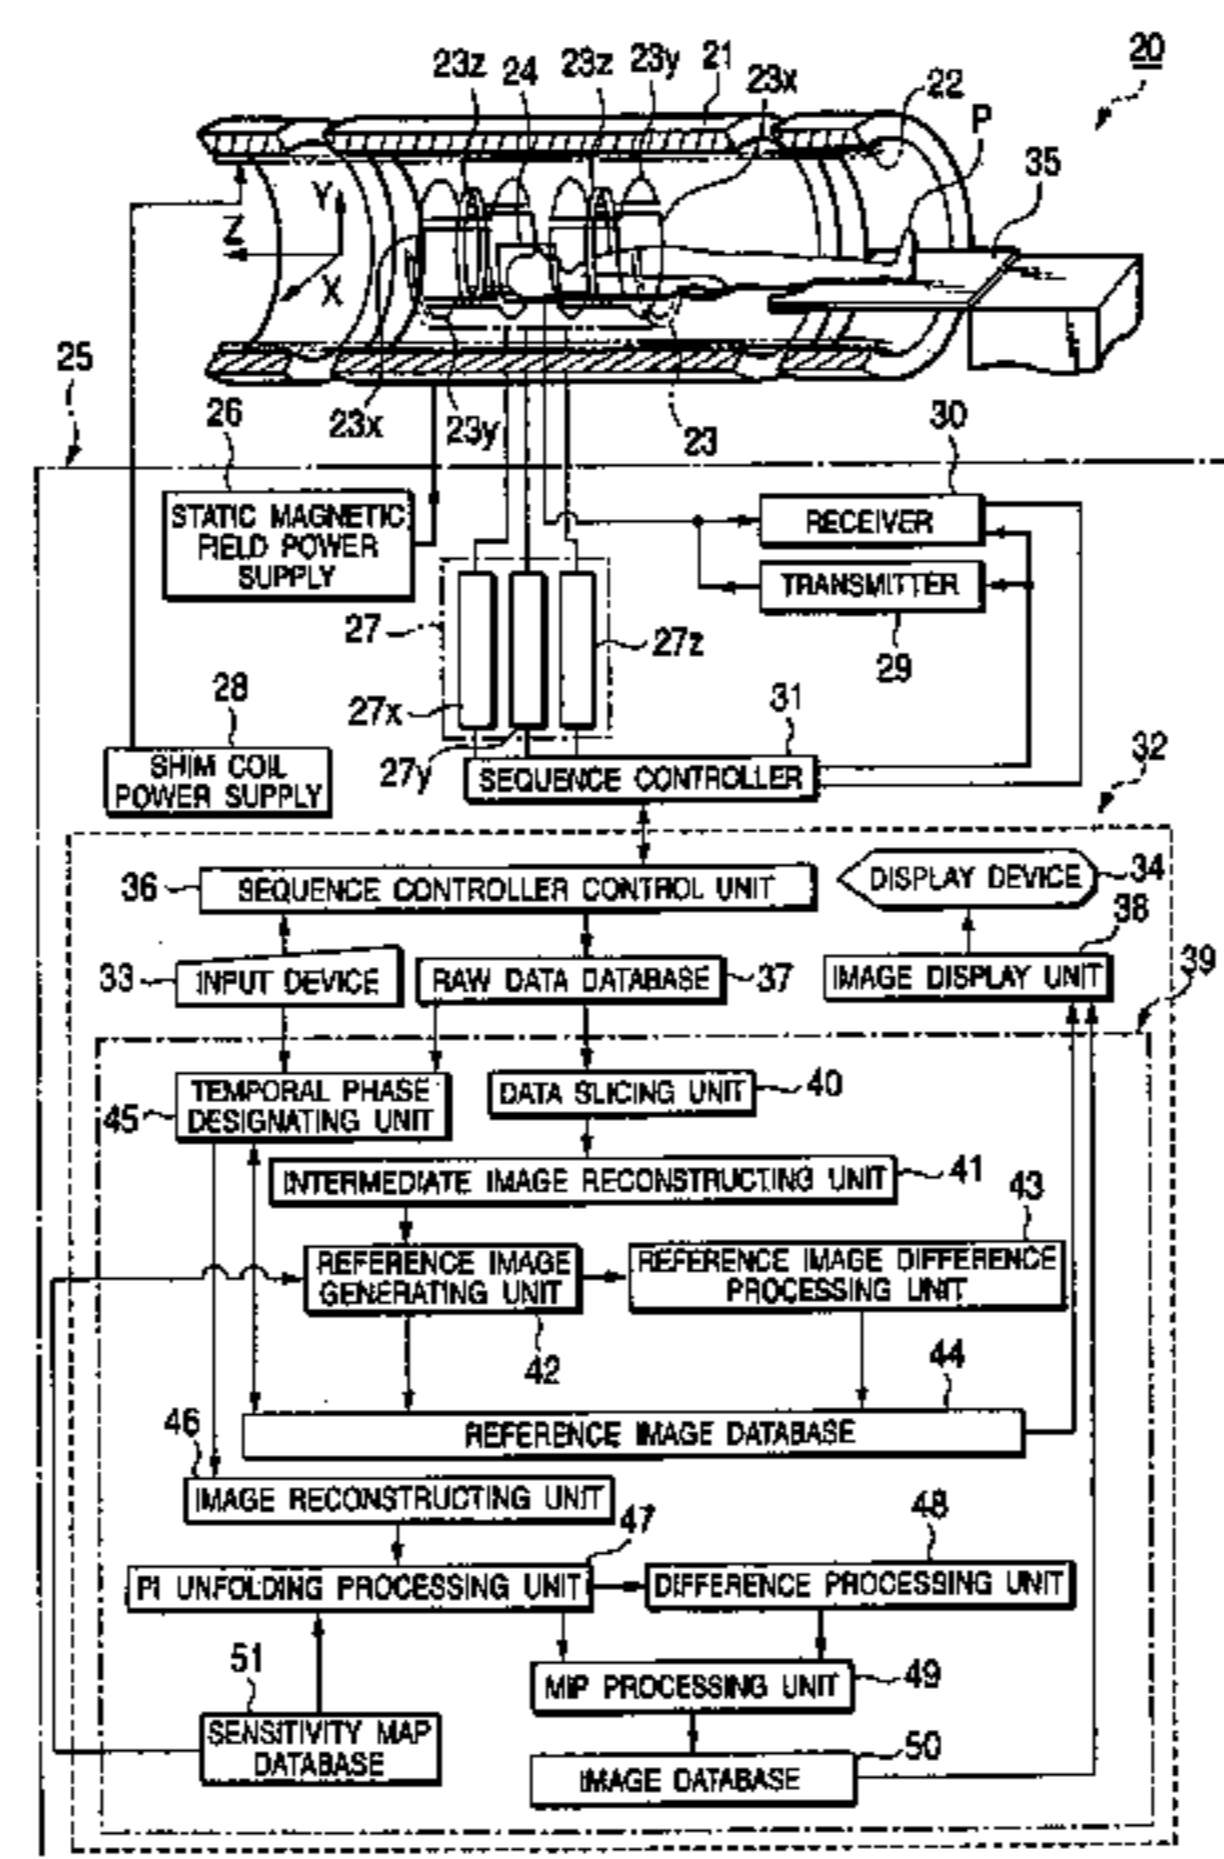 20
23z
24
23z
23y
21
23x
22
P
35
Y
Z
X
25
23x
23y
23
26
30
STATIC MAGNETIC
FIELD POWER
SUPPLY
RECEIVER
TRANSMITTER
27
27z
29
28
27x
31
32
27y
SHIM COIL
POWER SUPPLY
SEQUENCE CONTROLLER
36
SEQUENCE CONTROLLER CONTROL UNIT
DISPLAY DEVICE
34
38
33
INPUT DEVICE
RAW DATA DATABASE
37
IMAGE DISPLAY UNIT
39
45
TEMPORAL PHASE
DESIGNATING UNIT
DATA SLICING UNIT
40
INTERMEDIATE IMAGE RECONSTRUCTING UNIT
41
43
REFERENCE IMAGE
GENERATING UNIT
REFERENCE IMAGE DIFFERENCE
PROCESSING UNIT
42
44
46
REFERENCE IMAGE DATABASE
IMAGE RECONSTRUCTING UNIT
47
48
PI UNFOLDING PROCESSING UNIT
DIFFERENCE PROCESSING UNIT
51
MIP PROCESSING UNIT
49
SENSITIVITY MAP
DATABASE
50
IMAGE DATABASE